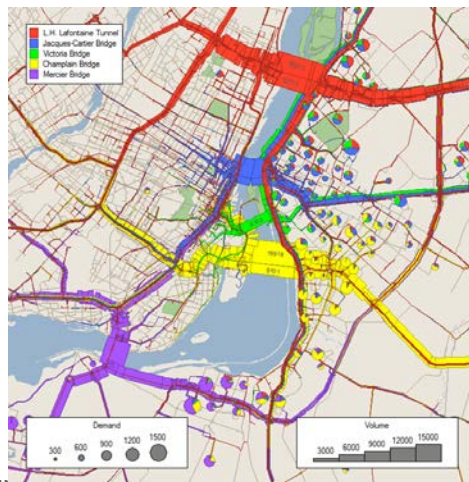 L.H. Lafontaine Tunnel
Jacques-Cartier Bridge
Victoria Bridge
Champlain Bridge
Mercier Bridge
Demand
300
600
900
1200
1500
Volume
3000
6000
9000
12000
15000